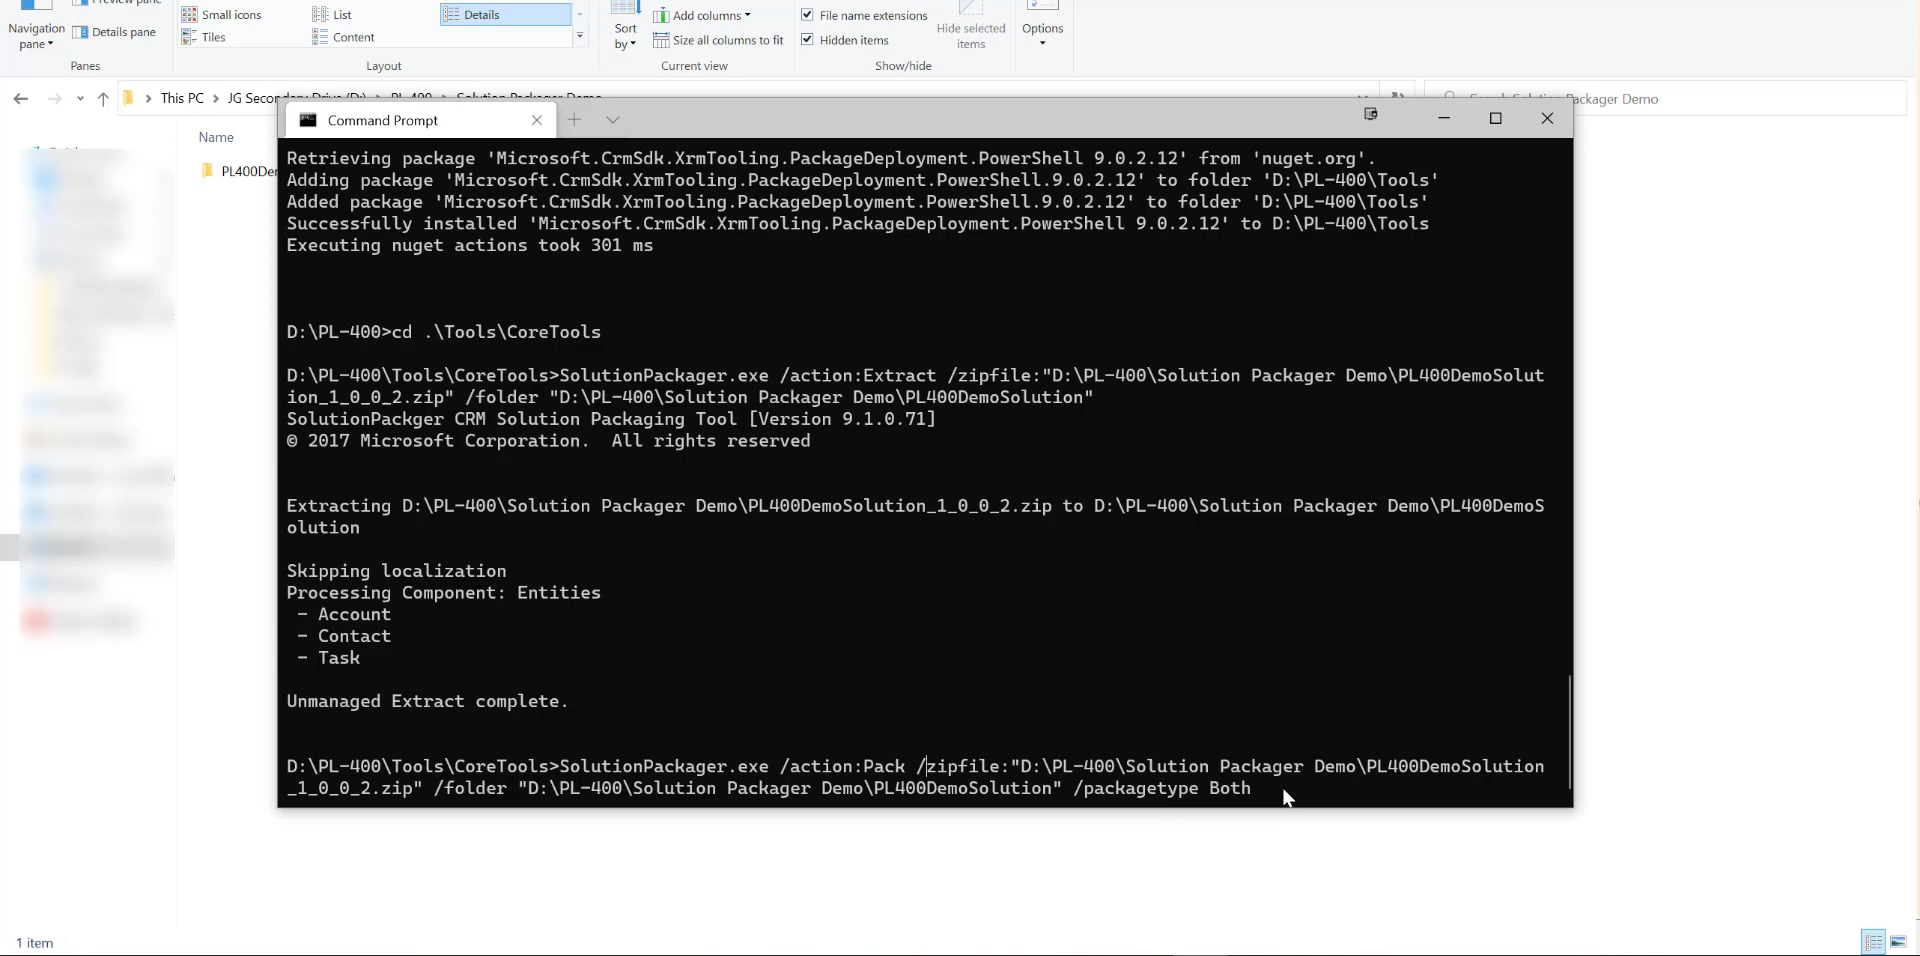 Preview pane
Navigation pane
Details pane
Panes
Small icons
List
Details
Tiles
Content
Layout
Sort by
Add columns
Size all columns to fit
Current view
File name extensions
Hidden items
Hide selected items
Show/hide
Options
This PC
Solution Packager Demo
Packager Demo
Name
Command Prompt
Retrieving package 'Microsoft.CrmSdk.XrmTooling.PackageDeployment.PowerShell 9.0.2.12' from 'nuget.org'.
Adding package 'Microsoft.CrmSdk.XrmTooling.PackageDeployment.PowerShell.9.0.2.12' to folder 'D:\PL-400\Tools'
Added package 'Microsoft.CrmSdk.XrmTooling.PackageDeployment.PowerShell.9.0.2.12' to folder 'D:\PL-400\Tools'
Successfully installed 'Microsoft.CrmSdk.XrmTooling.PackageDeployment.PowerShell 9.0.2.12' to D:\PL-400\Tools
Executing nuget actions took 301 ms
D:\PL-400>cd .\Tools\CoreTools
D:\PL-400\Tools\CoreTools>SolutionPackager.exe /action:Extract /zipfile:"D:\PL-400\Solution Packager Demo\PL400DemoSolut
ion_1_0_0_2.zip" /folder "D:\PL-400\Solution Packager Demo\PL400DemoSolution"
SolutionPackger CRM Solution Packaging Tool [Version 9.1.0.71]
© 2017 Microsoft Corporation.  All rights reserved
Extracting D:\PL-400\Solution Packager Demo\PL400DemoSolution_1_0_0_2.zip to D:\PL-400\Solution Packager Demo\PL400DemoS
olution
Skipping localization
Processing Component: Entities
- Account
- Contact
- Task
Unmanaged Extract complete.
D:\PL-400\Tools\CoreTools>SolutionPackager.exe /action:Pack /zipfile:"D:\PL-400\Solution Packager Demo\PL400DemoSolution
_1_0_0_2.zip" /folder "D:\PL-400\Solution Packager Demo\PL400DemoSolution" /packagetype Both
1 item